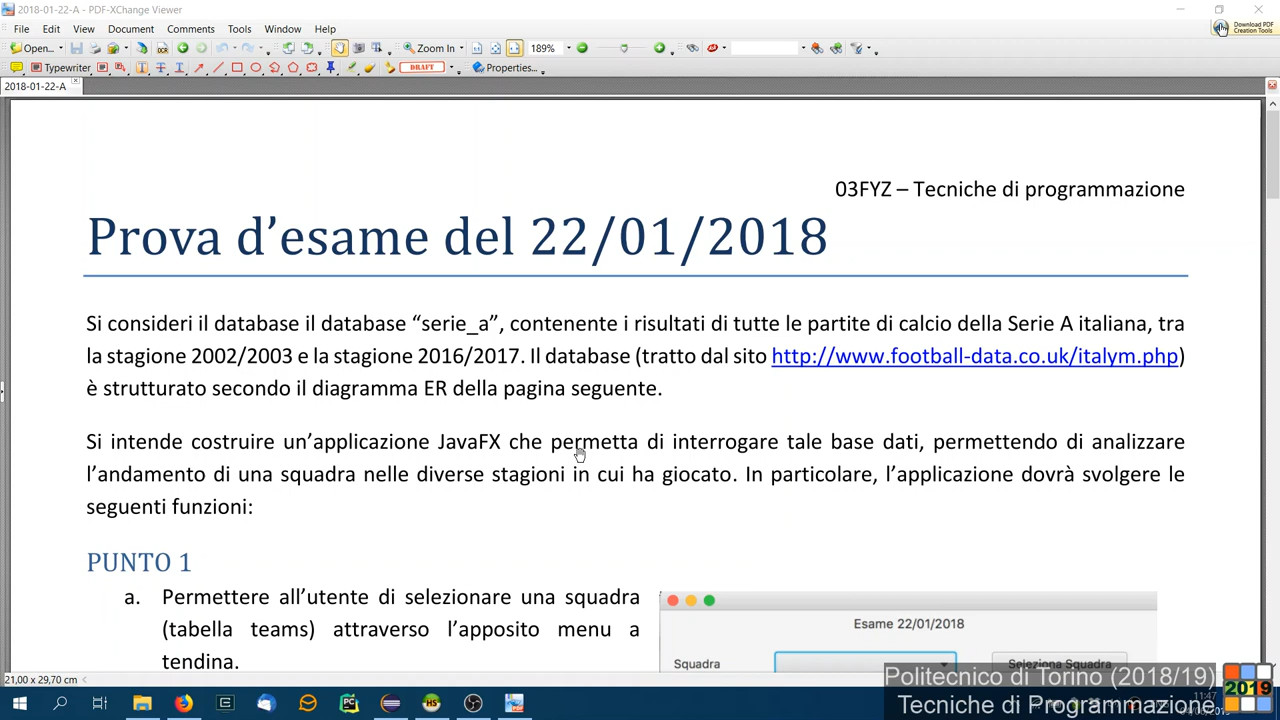 2018-01-22-A - PDF-XChange Viewer
File Edit View Document Comments Tools Window Help
Open... Zoom In 189% Download PDF Creation Tools
Typewriter DRAFT Properties...
2018-01-22-A
03FYZ – Tecniche di programmazione
Prova d’esame del 22/01/2018
Si consideri il database il database “serie_a”, contenente i risultati di tutte le partite di calcio della Serie A italiana, tra
la stagione 2002/2003 e la stagione 2016/2017. Il database (tratto dal sito http://www.football-data.co.uk/italym.php)
è strutturato secondo il diagramma ER della pagina seguente.
Si intende costruire un’applicazione JavaFX che permetta di interrogare tale base dati, permettendo di analizzare
l’andamento di una squadra nelle diverse stagioni in cui ha giocato. In particolare, l’applicazione dovrà svolgere le
seguenti funzioni:
PUNTO 1
a. Permettere all’utente di selezionare una squadra
(tabella teams) attraverso l’apposito menu a
tendina.
Esame 22/01/2018
Squadra Seleziona Squadra
21,00 x 29,70 cm
Politecnico di Torino (2018/19)
Tecniche di Programmazione
2019
11:47